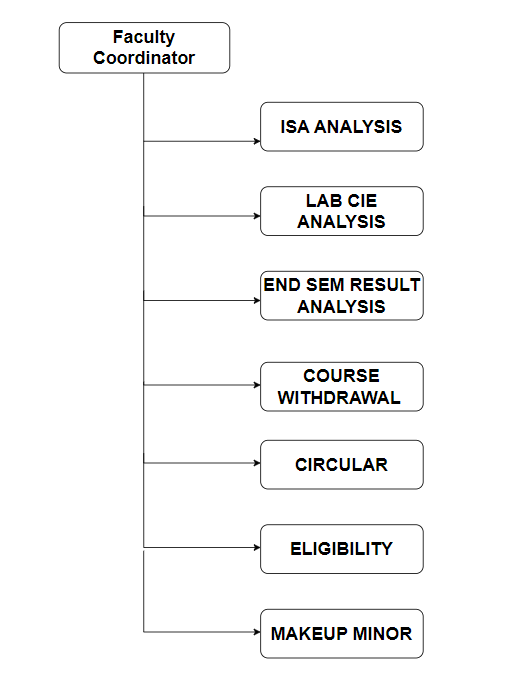 Faculty
Coordinator
ISA ANALYSIS
LAB CIE
ANALYSIS
END SEM RESULT
ANALYSIS
COURSE
WITHDRAWAL
CIRCULAR
ELIGIBILITY
MAKEUP MINOR